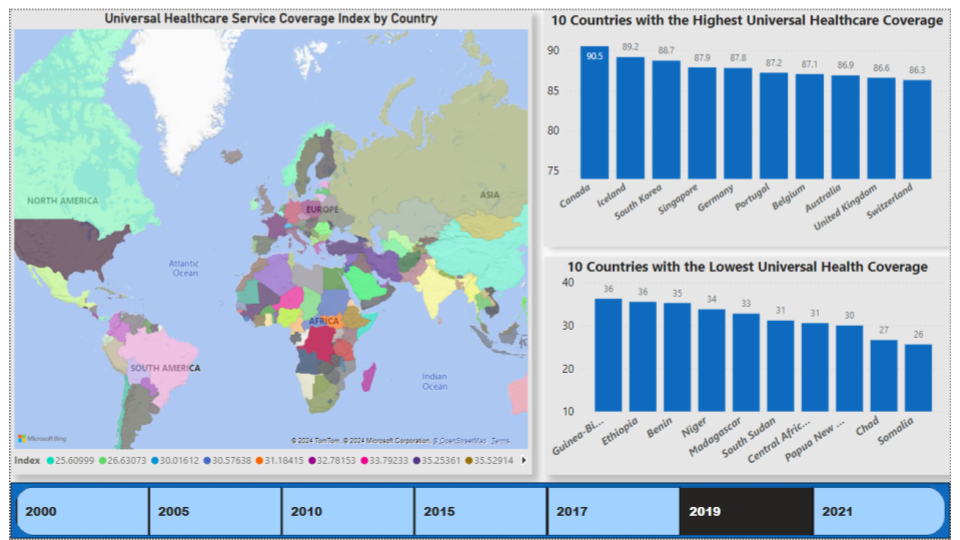 Universal Healthcare Service Coverage Index by Country
NORTH AMERICA
ASIA
EUROPE
Atlantic
Ocean
AFRICA
SOUTH AMERICA
Indian
Ocean
Microsoft Bing
© 2024 TomTom, © 2024 Microsoft Corporation, © OpenStreetMap Terms
Index 25.60999 26.63073 30.01612 30.57638 31.18415 32.78153 33.79233 35.25361 35.52914
10 Countries with the Highest Universal Healthcare Coverage
90
85
80
75
90.5 89.2 88.7 87.9 87.8 87.2 87.1 86.9 86.6 86.3
Canada Iceland South Korea Singapore Germany Portugal Belgium Australia United Kingdom Switzerland
10 Countries with the Lowest Universal Health Coverage
40
30
20
10
36 36 35 34 33 31 31 30 27 26
Guinea-Bi... Ethiopia Benin Niger Madagascar South Sudan Central Afric... Papua New ... Chad Somalia
2000 2005 2010 2015 2017 2019 2021